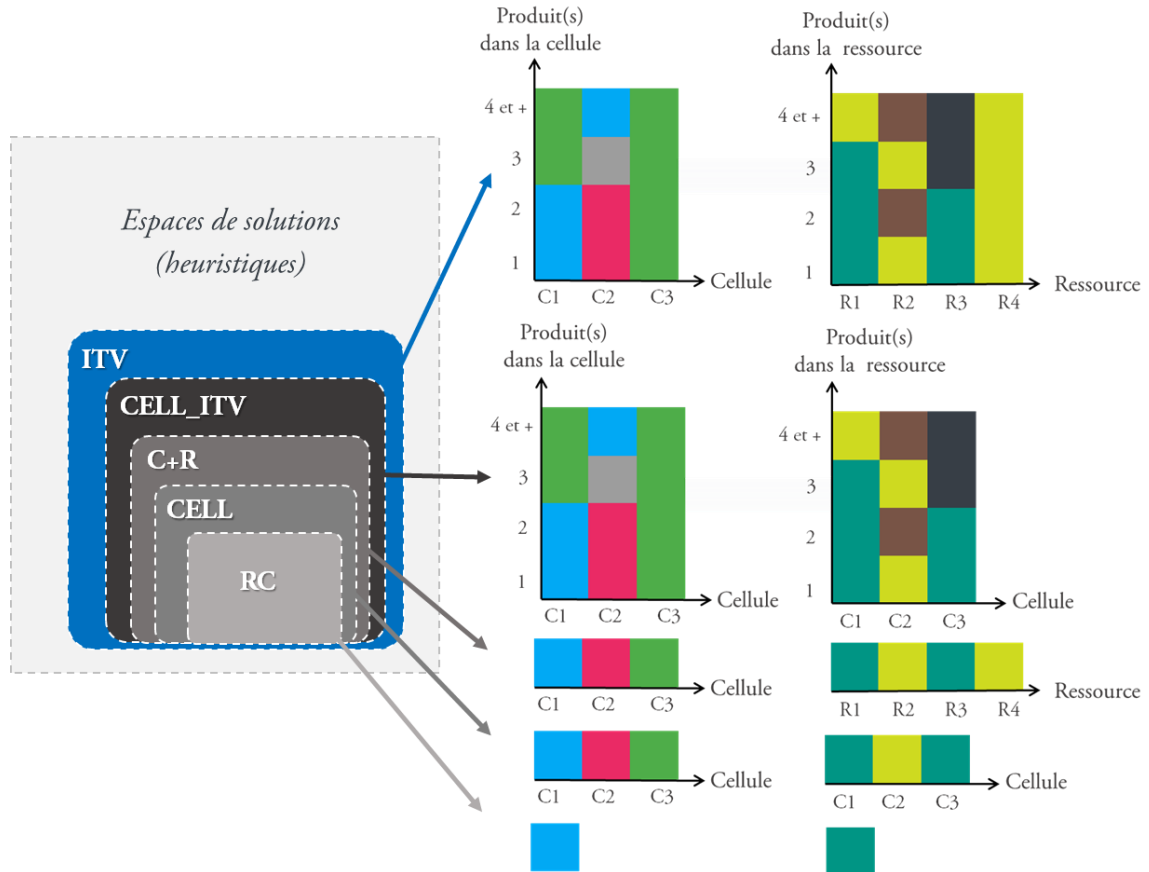 Espaces de solutions
(heuristiques)
ITV
CELL_ITV
C+R
CELL
RC
Produit(s)
dans la cellule
4 et +
3
2
1
C1 C2 C3
Cellule
Produit(s)
dans la ressource
4 et +
3
2
1
R1 R2 R3 R4
Ressource
Produit(s)
dans la cellule
4 et +
3
2
1
C1 C2 C3
Cellule
Produit(s)
dans la ressource
4 et +
3
2
1
C1 C2 C3
Cellule
C1 C2 C3
Cellule
R1 R2 R3 R4
Ressource
C1 C2 C3
Cellule
C1 C2 C3
Cellule